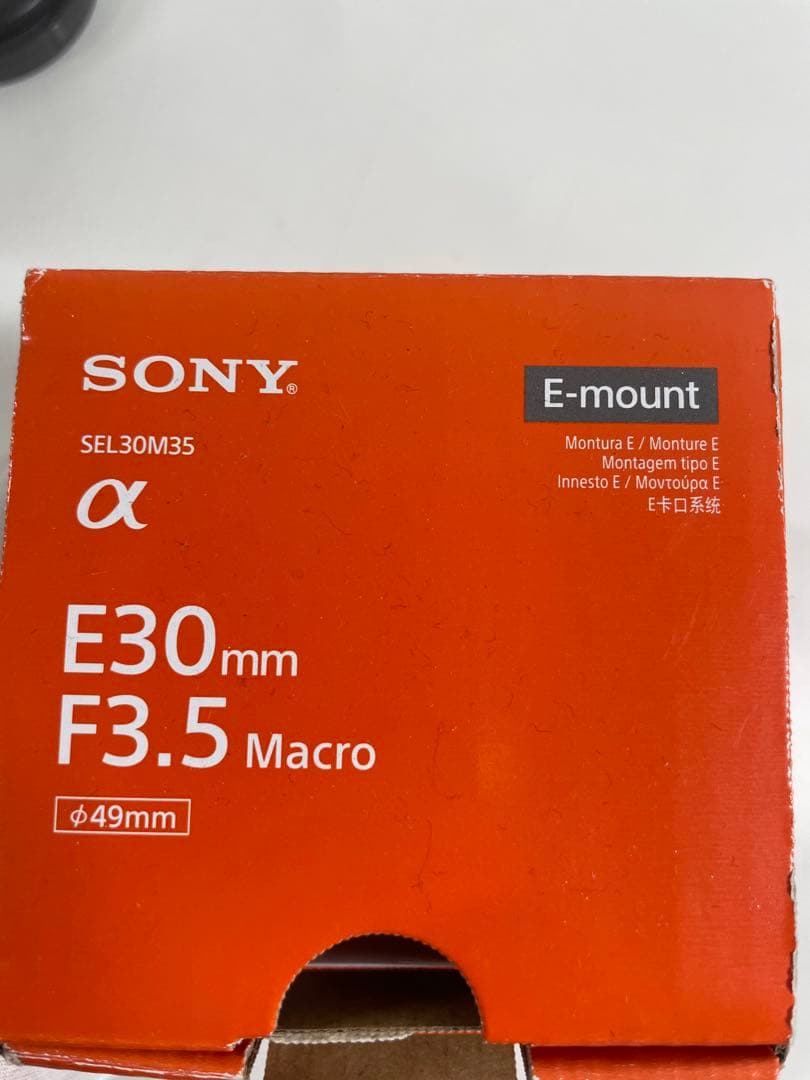 SONY®
SEL30M35
α
E30mm
F3.5 Macro
φ49mm
E-mount
Montura E / Monture E
Montagem tipo E
Innesto E / Μοντούρα E
E卡口系统